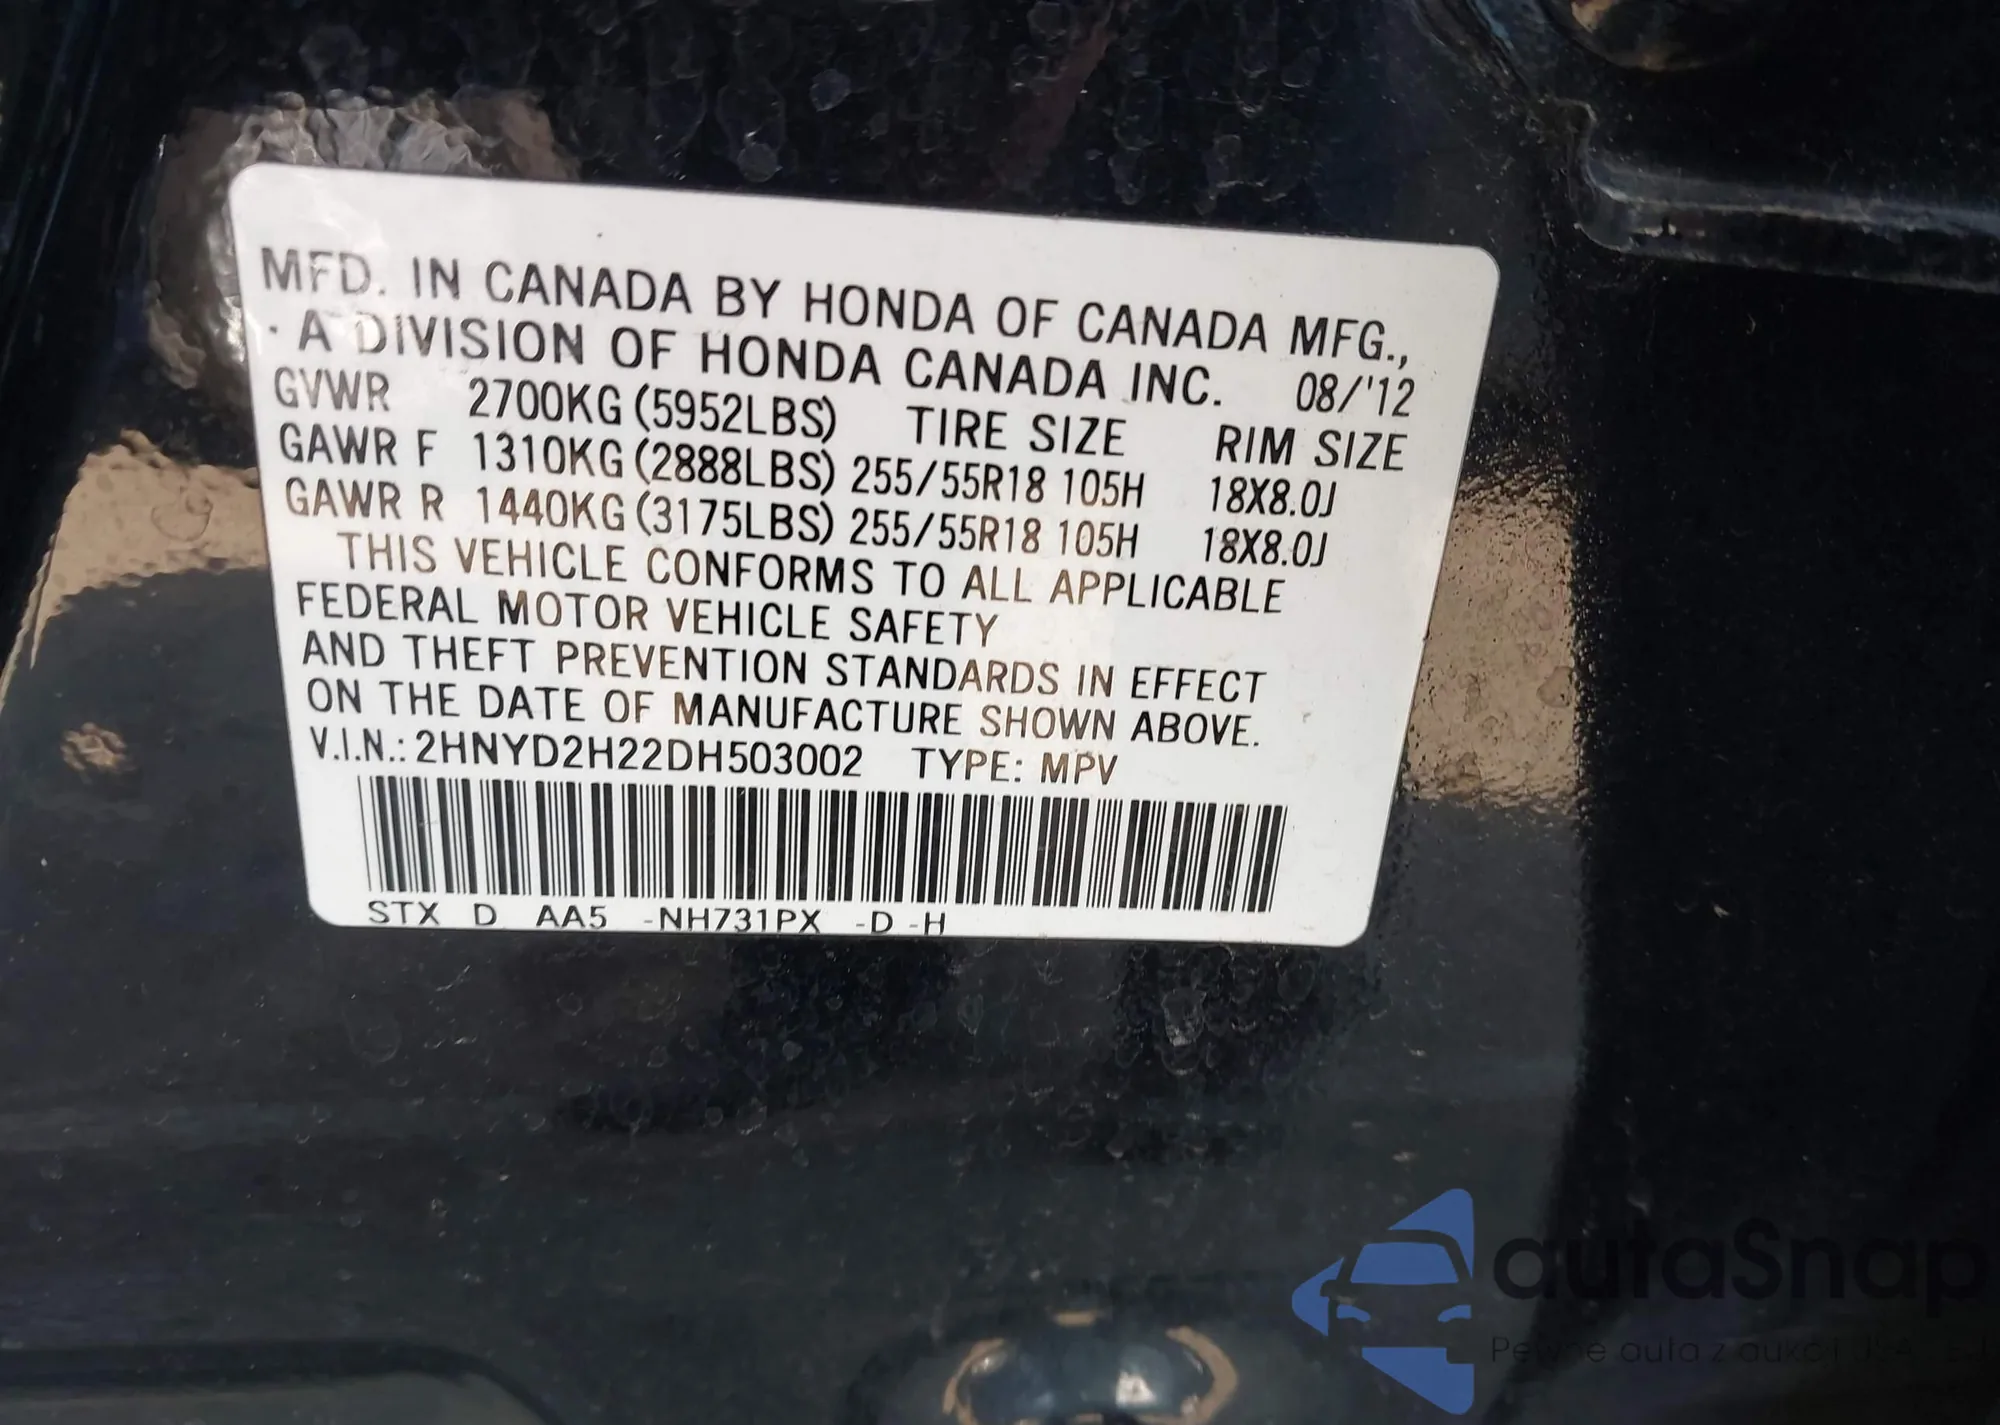 MFD. IN CANADA BY HONDA OF CANADA MFG.,
· A DIVISION OF HONDA CANADA INC. 08/'12
GVWR 2700KG (5952LBS) TIRE SIZE RIM SIZE
GAWR F 1310KG (2888LBS) 255/55R18 105H 18X8.0J
GAWR R 1440KG (3175LBS) 255/55R18 105H 18X8.0J
THIS VEHICLE CONFORMS TO ALL APPLICABLE
FEDERAL MOTOR VEHICLE SAFETY
AND THEFT PREVENTION STANDARDS IN EFFECT
ON THE DATE OF MANUFACTURE SHOWN ABOVE.
V.I.N.: 2HNYD2H22DH503002 TYPE: MPV
STX D AA5 -NH731PX -D -H
autaSnap
Pewne auta z